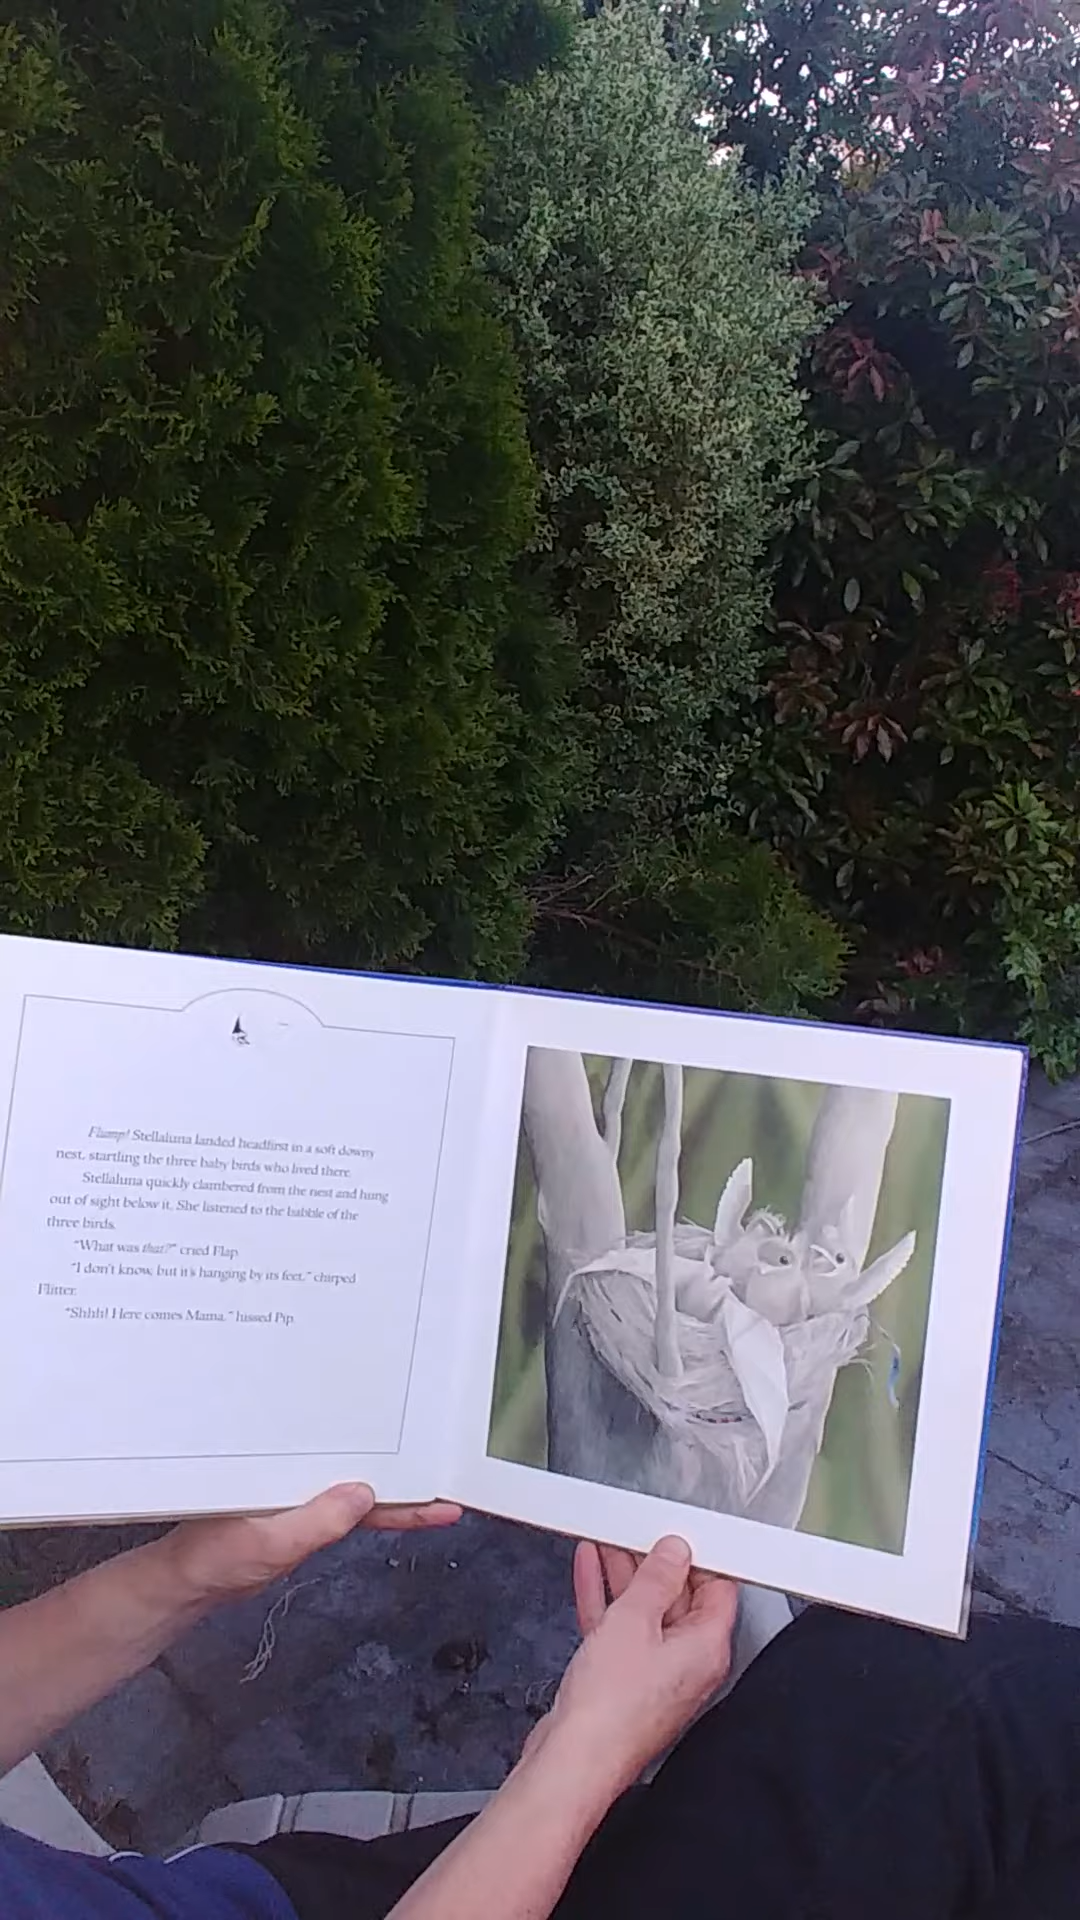 Flump! Stellaluna landed headfirst in a soft downy
nest, startling the three baby birds who lived there.
Stellaluna quickly clambered from the nest and hung
out of sight below it. She listened to the babble of the
three birds.
"What was that?" cried Flap.
"I don't know, but it's hanging by its feet," chirped
Flitter.
"Shhh! Here comes Mama," hissed Pip.